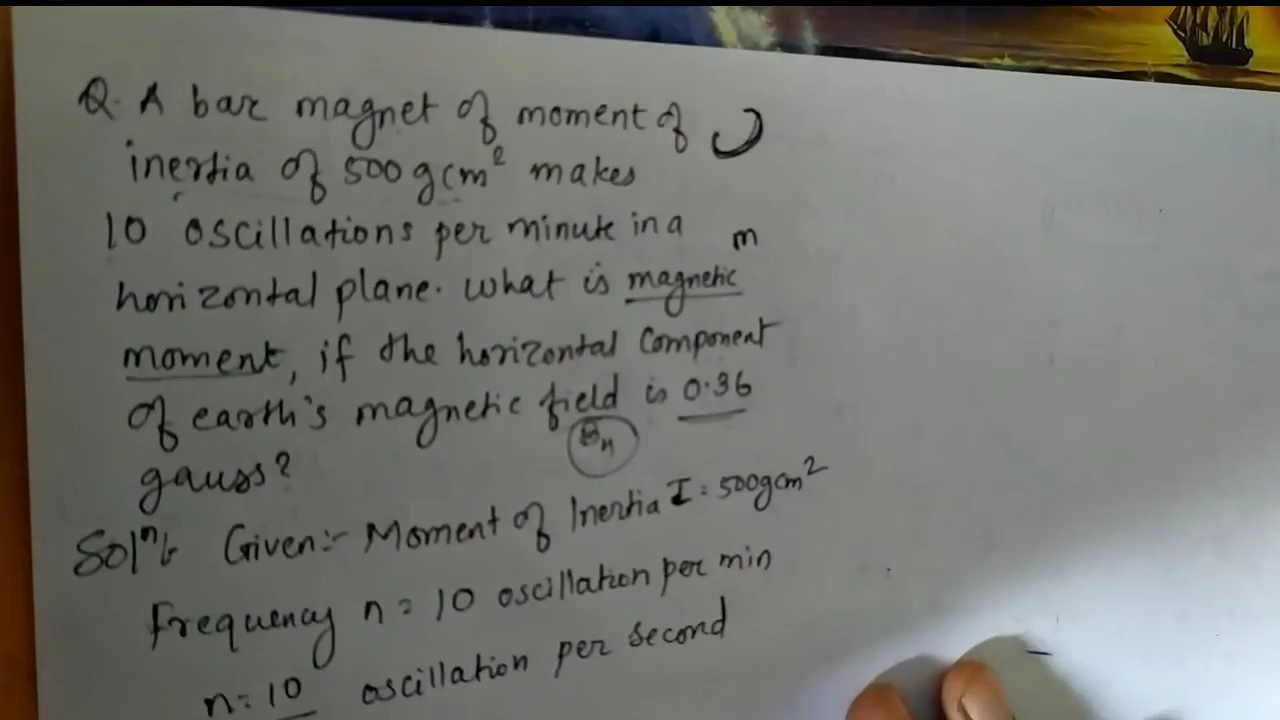 Q. A bar magnet of moment of
inertia of 500 gcm² makes
10 oscillations per minute in a
m
horizontal plane. What is magnetic
moment, if the horizontal component
of earth's magnetic field is 0.36
gauss?
Solⁿ:- Given:- Moment of Inertia I = 500gcm²
Frequency n = 10 oscillation per min
n = 10 oscillation per second